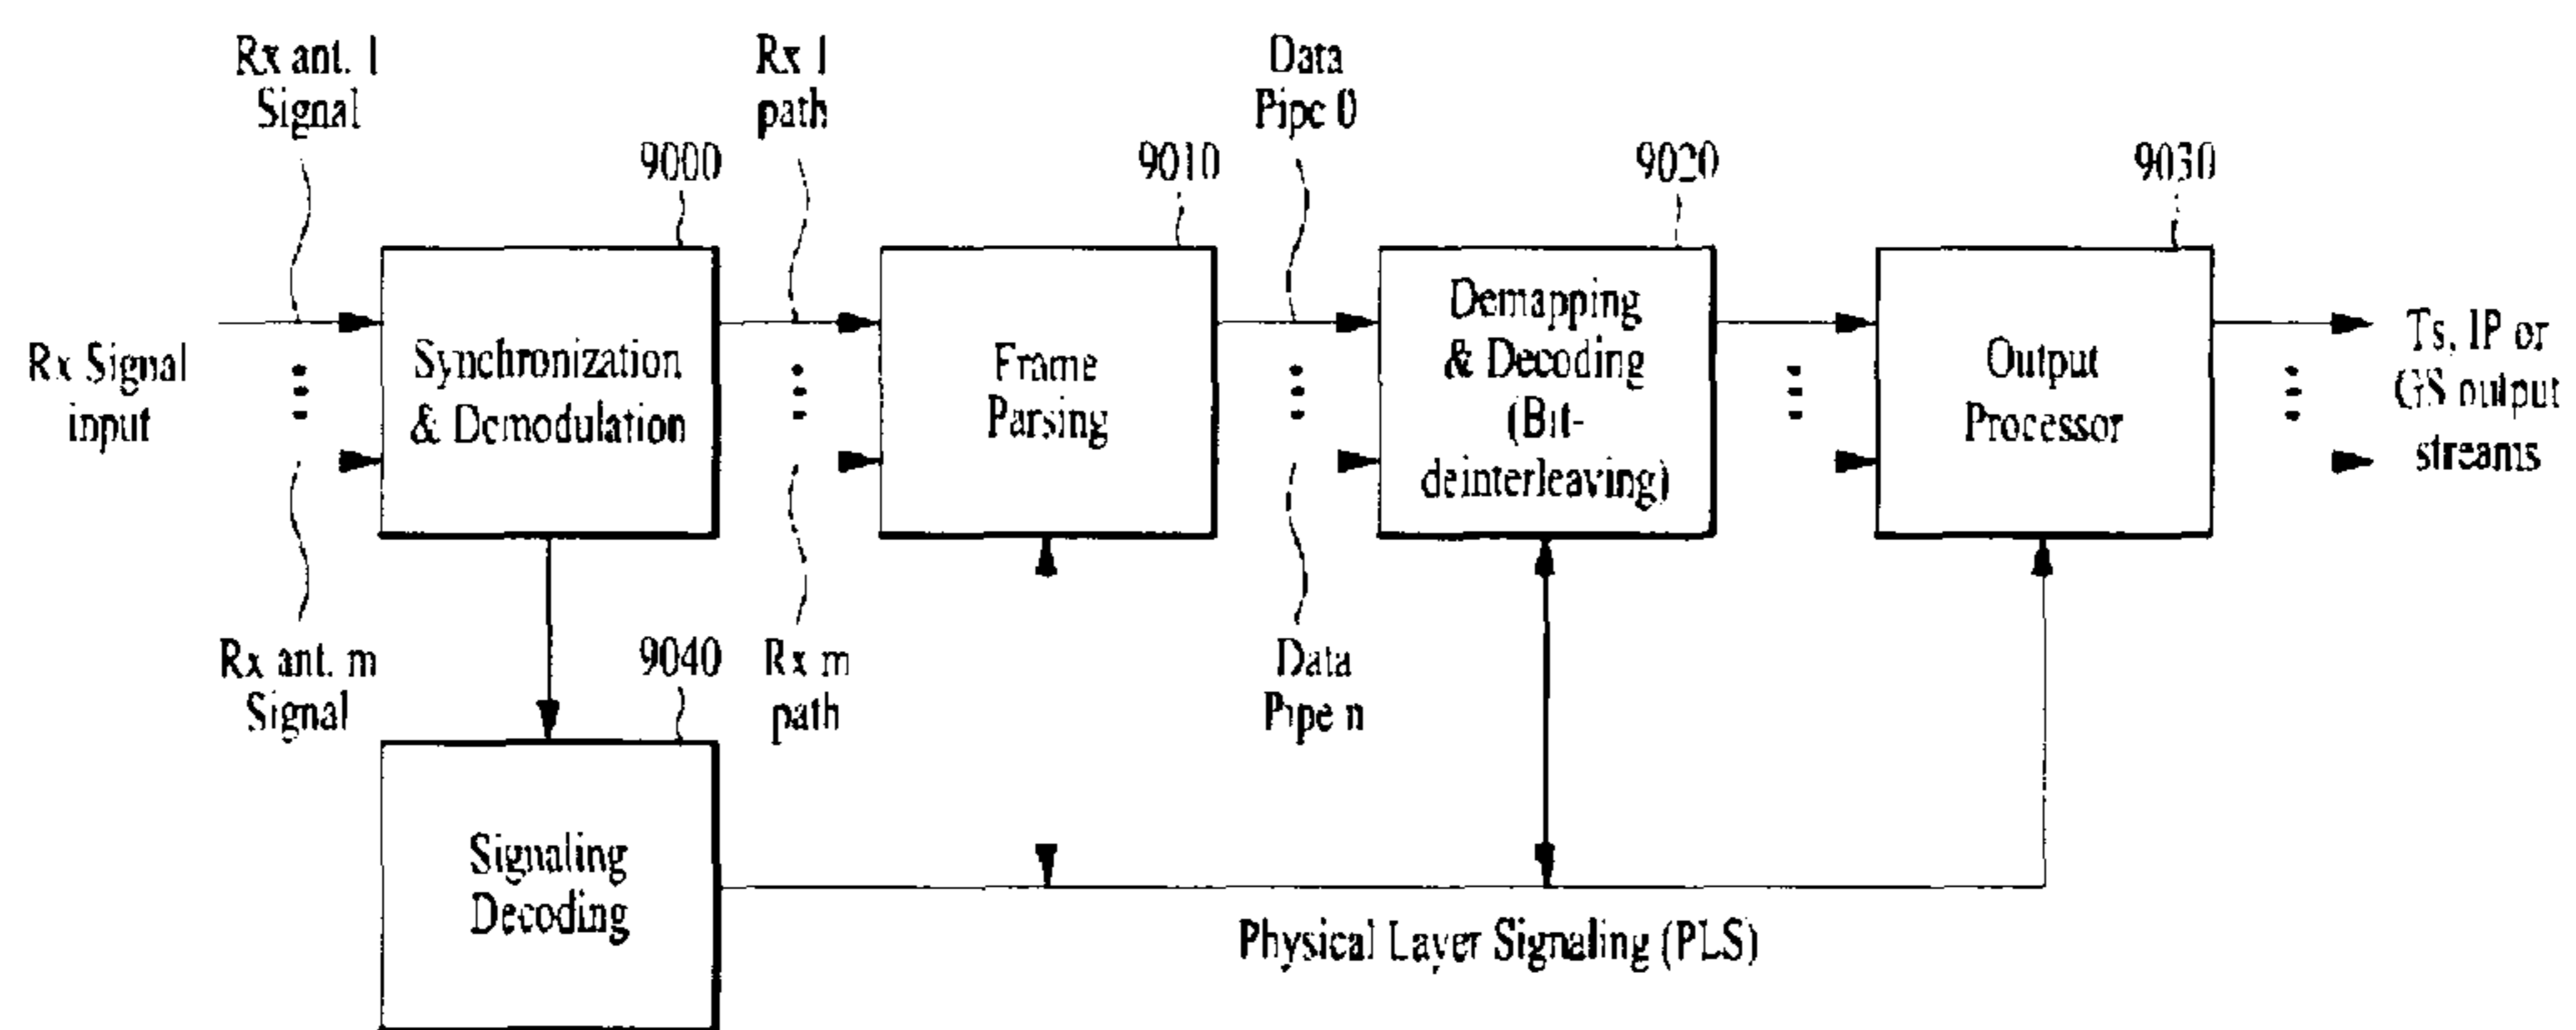 Rx ant. 1
Signal
Rx 1
path
Data
Pipe 0
9000
9010
9020
9030
Rx Signal
input
Synchronization
& Demodulation
Frame
Parsing
Demapping
& Decoding
(Bit-
deinterleaving)
Output
Processor
Ts, IP or
GS output
streams
Rx ant. m
Signal
9040
Rx m
path
Data
Pipe n
Signaling
Decoding
Physical Layer Signaling (PLS)